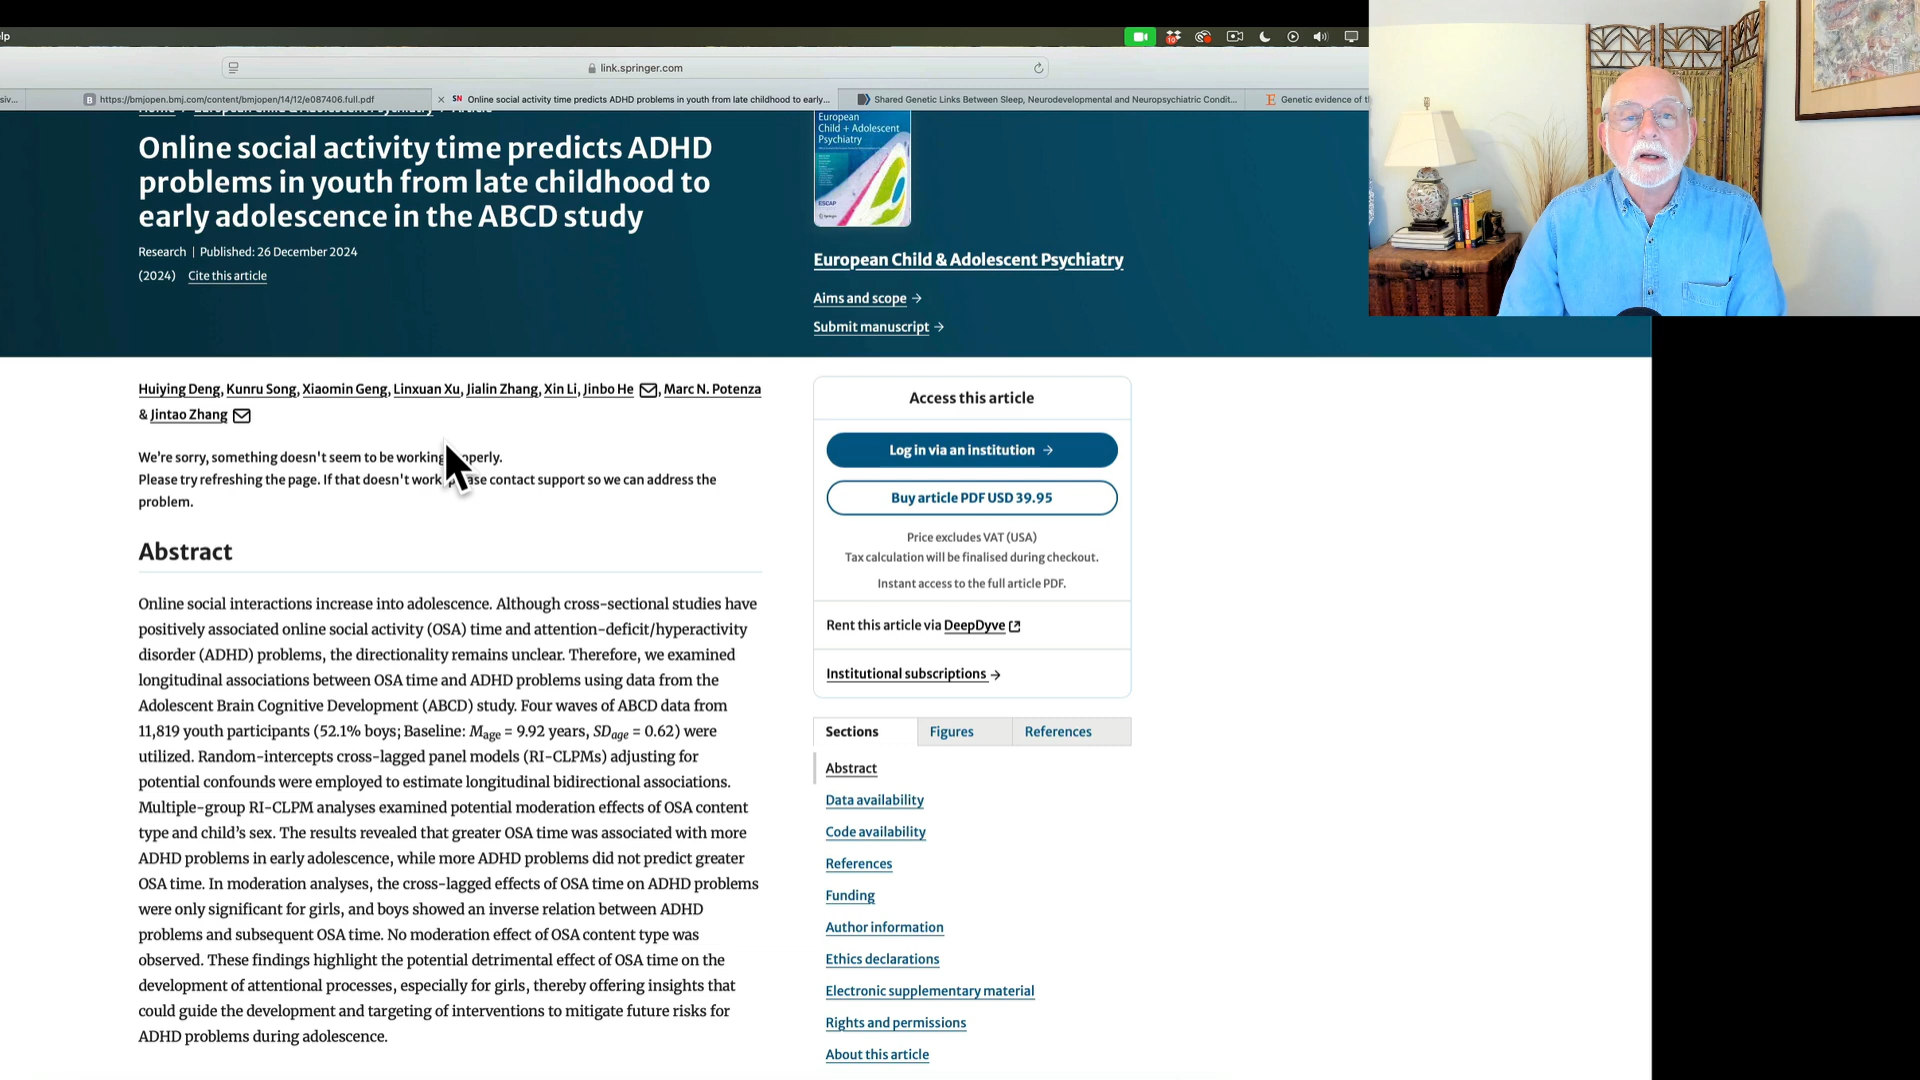 lp
10
link.springer.com
siv...
B https://bmjopen.bmj.com/content/bmjopen/14/12/e087406.full.pdf
SN Online social activity time predicts ADHD problems in youth from late childhood to early...
Shared Genetic Links Between Sleep, Neurodevelopmental and Neuropsychiatric Condit...
E Genetic evidence of t
Online social activity time predicts ADHD
problems in youth from late childhood to
early adolescence in the ABCD study
Research | Published: 26 December 2024
(2024) Cite this article
European
Child + Adolescent
Psychiatry
ESCAP
European Child & Adolescent Psychiatry
Aims and scope →
Submit manuscript →
Huiying Deng, Kunru Song, Xiaomin Geng, Linxuan Xu, Jialin Zhang, Xin Li, Jinbo He, Marc N. Potenza
& Jintao Zhang
We're sorry, something doesn't seem to be working operly.
Please try refreshing the page. If that doesn't work, se contact support so we can address the
problem.
Abstract
Online social interactions increase into adolescence. Although cross-sectional studies have
positively associated online social activity (OSA) time and attention-deficit/hyperactivity
disorder (ADHD) problems, the directionality remains unclear. Therefore, we examined
longitudinal associations between OSA time and ADHD problems using data from the
Adolescent Brain Cognitive Development (ABCD) study. Four waves of ABCD data from
11,819 youth participants (52.1% boys; Baseline: Mage = 9.92 years, SDage = 0.62) were
utilized. Random-intercepts cross-lagged panel models (RI-CLPMs) adjusting for
potential confounds were employed to estimate longitudinal bidirectional associations.
Multiple-group RI-CLPM analyses examined potential moderation effects of OSA content
type and child's sex. The results revealed that greater OSA time was associated with more
ADHD problems in early adolescence, while more ADHD problems did not predict greater
OSA time. In moderation analyses, the cross-lagged effects of OSA time on ADHD problems
were only significant for girls, and boys showed an inverse relation between ADHD
problems and subsequent OSA time. No moderation effect of OSA content type was
observed. These findings highlight the potential detrimental effect of OSA time on the
development of attentional processes, especially for girls, thereby offering insights that
could guide the development and targeting of interventions to mitigate future risks for
ADHD problems during adolescence.
Access this article
Log in via an institution →
Buy article PDF USD 39.95
Price excludes VAT (USA)
Tax calculation will be finalised during checkout.
Instant access to the full article PDF.
Rent this article via DeepDyve
Institutional subscriptions →
Sections Figures References
Abstract
Data availability
Code availability
References
Funding
Author information
Ethics declarations
Electronic supplementary material
Rights and permissions
About this article